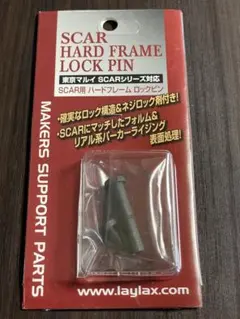 SCAR
HARD FRAME
LOCK PIN
東京マルイ SCARシリーズ対応
SCAR用 ハードフレーム ロックピン
・確実なロック構造&ネジロック剤付き!
・SCARにマッチしたフォルム&
リアル系パーカーライジング
表面処理!
MAKERS SUPPORT PARTS
www.laylax.com